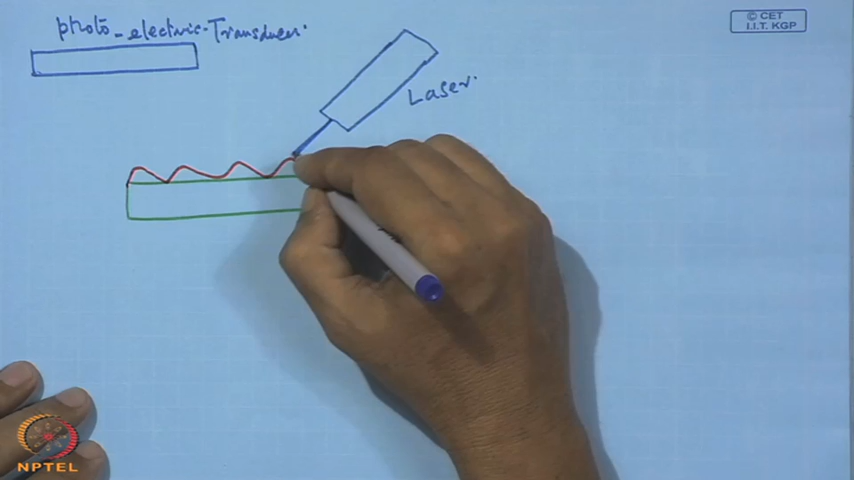 photo-electric-Transducer.
© CET
I.I.T. KGP
Laser.
NPTEL